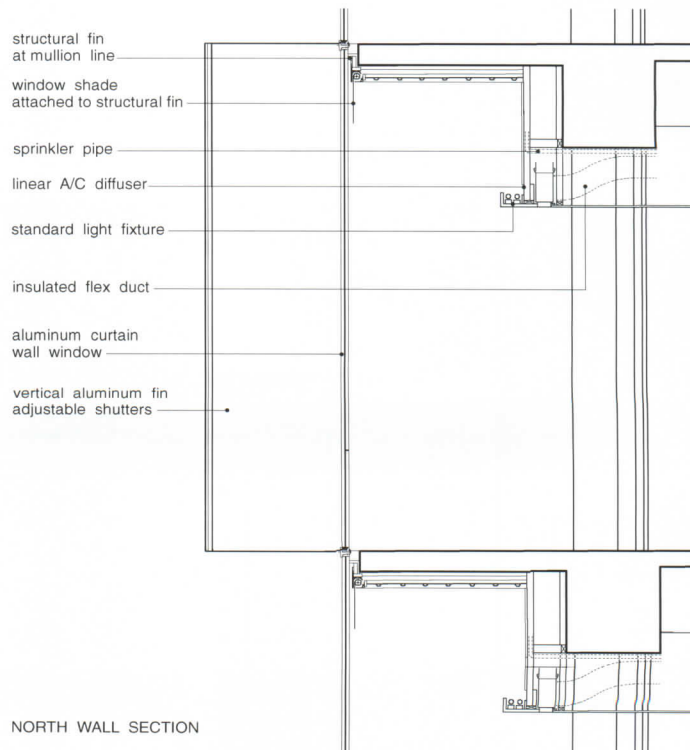 structural fin
at mullion line
window shade
attached to structural fin
sprinkler pipe
linear A/C diffuser
standard light fixture
insulated flex duct
aluminum curtain
wall window
vertical aluminum fin
adjustable shutters
NORTH WALL SECTION